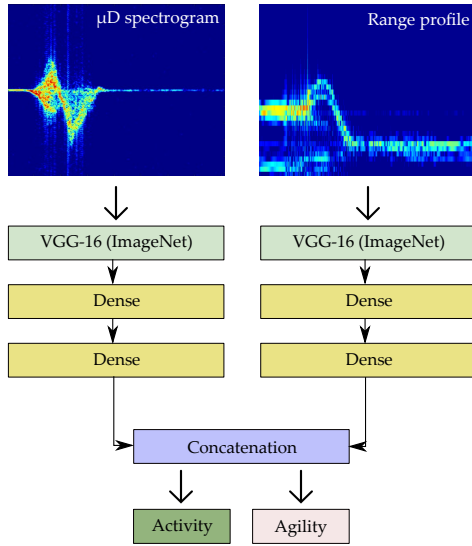 μD spectrogram
Range profile
VGG-16 (ImageNet)
VGG-16 (ImageNet)
Dense
Dense
Dense
Dense
Concatenation
Activity
Agility